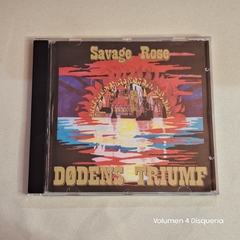 Savage Rose
DØDENS TRIUMF
Volumen 4 Disqueria